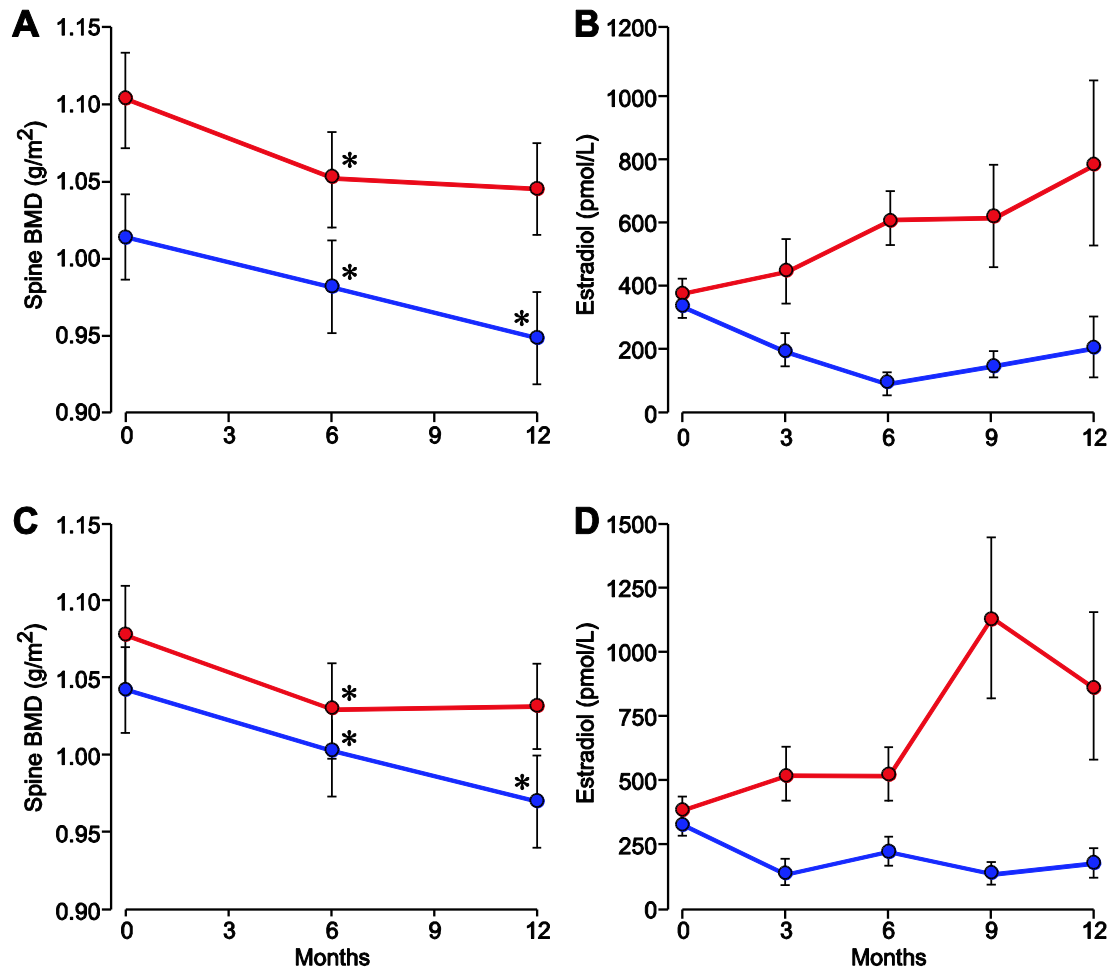 A
B
1.15
1.10
1.05
1.00
0.95
0.90
Spine BMD (g/m²)
*
*
*
0 3 6 9 12
1200
1000
800
600
400
200
0
Estradiol (pmol/L)
0 3 6 9 12
C
D
1.15
1.10
1.05
1.00
0.95
0.90
Spine BMD (g/m²)
*
*
*
0 3 6 9 12
Months
1500
1250
1000
750
500
250
0
Estradiol (pmol/L)
0 3 6 9 12
Months